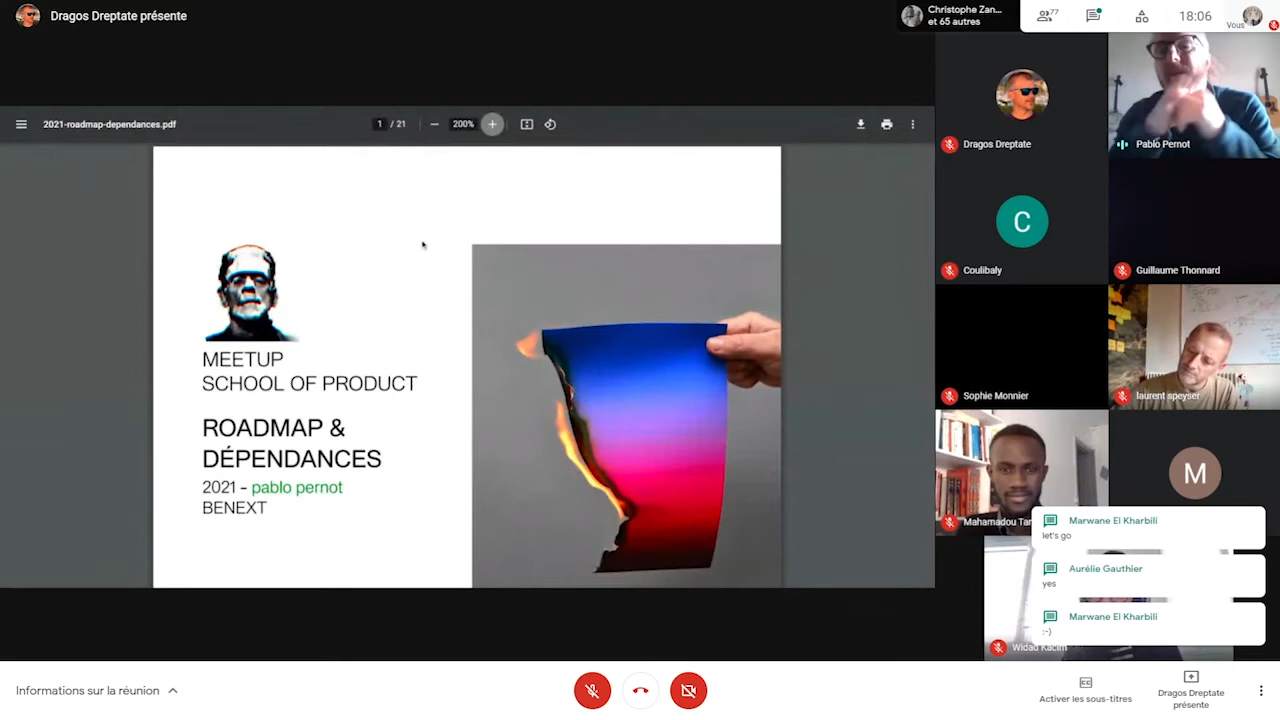 Dragos Dreptate présente
Christophe Zan...
et 65 autres
77
18:06
Vous
2021-roadmap-dependances.pdf
1 / 21
200%
MEETUP
SCHOOL OF PRODUCT
ROADMAP &
DÉPENDANCES
2021 - pablo pernot
BENEXT
Dragos Dreptate
Pablo Pernot
C
Coulibaly
Guillaume Thonnard
Sophie Monnier
laurent speyser
Mahamadou Tan
M
Marwane El Kharbili
let's go
Aurélie Gauthier
yes
Marwane El Kharbili
:-)
Widad Kacim
Informations sur la réunion
Activer les sous-titres
Dragos Dreptate
présente